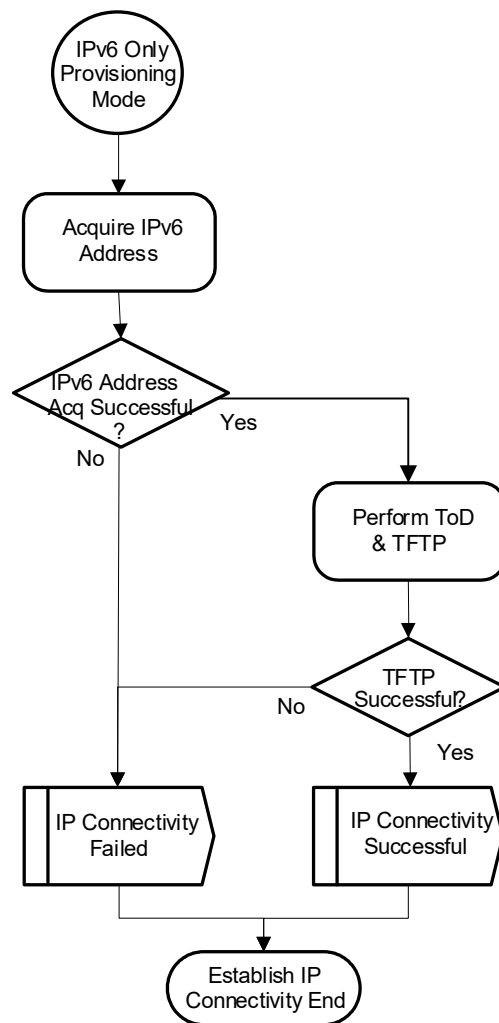 IPv6 Only
Provisioning
Mode
Acquire IPv6
Address
IPv6 Address
Acq Successful
?
Yes
No
Perform ToD
& TFTP
TFTP
Successful?
No
Yes
IP Connectivity
Failed
IP Connectivity
Successful
Establish IP
Connectivity End